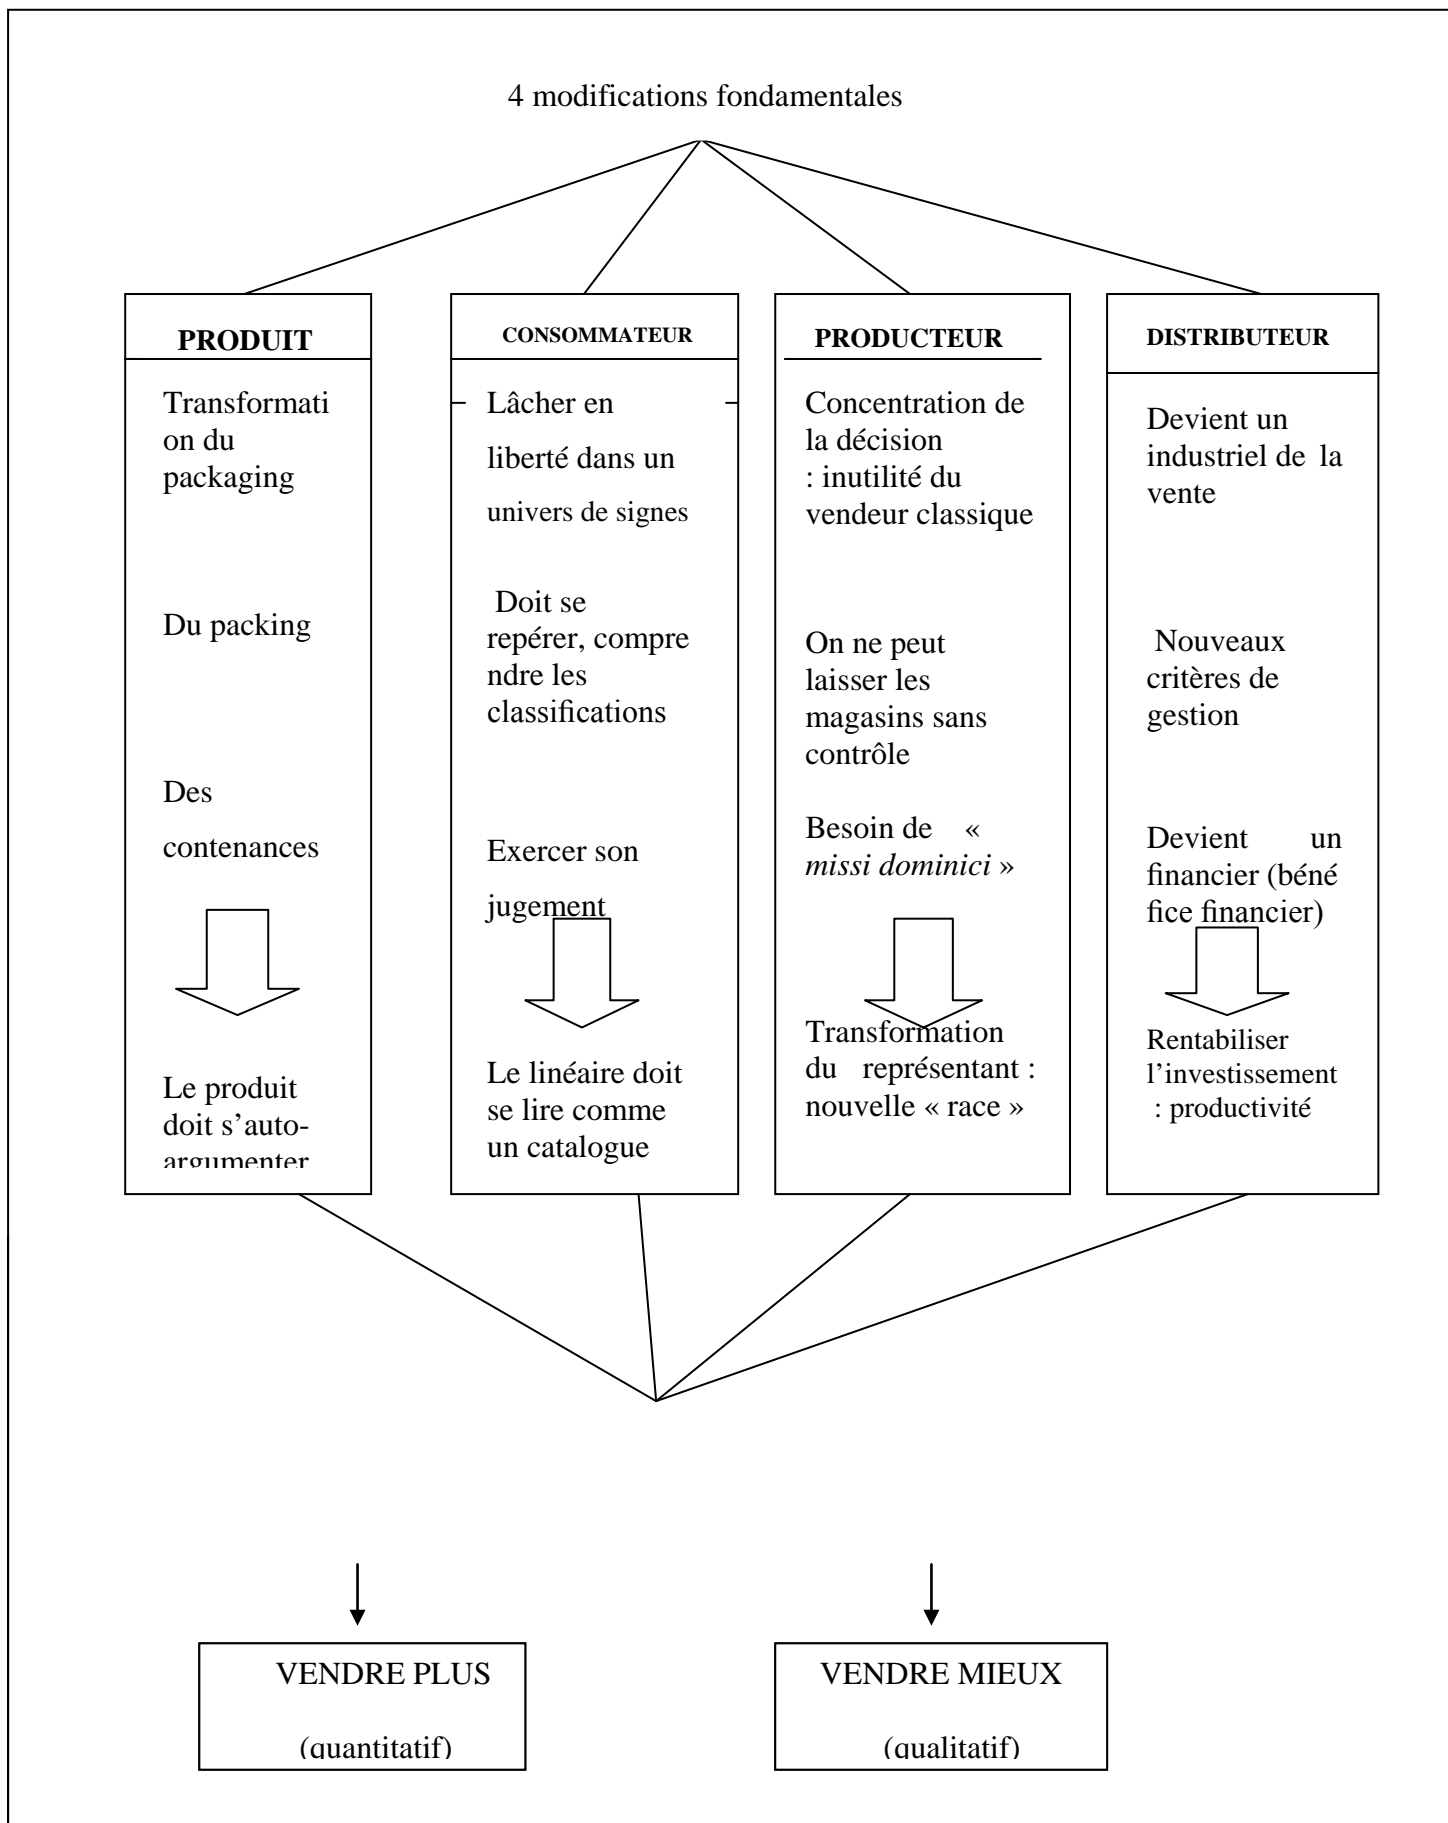 4 modifications fondamentales
PRODUIT
Transformati
on du
packaging
Du packing
Des
contenances
Le produit
doit s’auto-
argumenter
CONSOMMATEUR
Lâcher en
liberté dans un
univers de signes
Doit se
repérer, compre
ndre les
classifications
Exercer son
jugement
Le linéaire doit
se lire comme
un catalogue
PRODUCTEUR
Concentration de
la décision
: inutilité du
vendeur classique
On ne peut
laisser les
magasins sans
contrôle
Besoin de «
missi dominici »
Transformation
du représentant :
nouvelle « race »
DISTRIBUTEUR
Devient un
industriel de la
vente
Nouveaux
critères de
gestion
Devient un
financier (béné
fice financier)
Rentabiliser
l’investissement
: productivité
VENDRE PLUS
(quantitatif)
VENDRE MIEUX
(qualitatif)